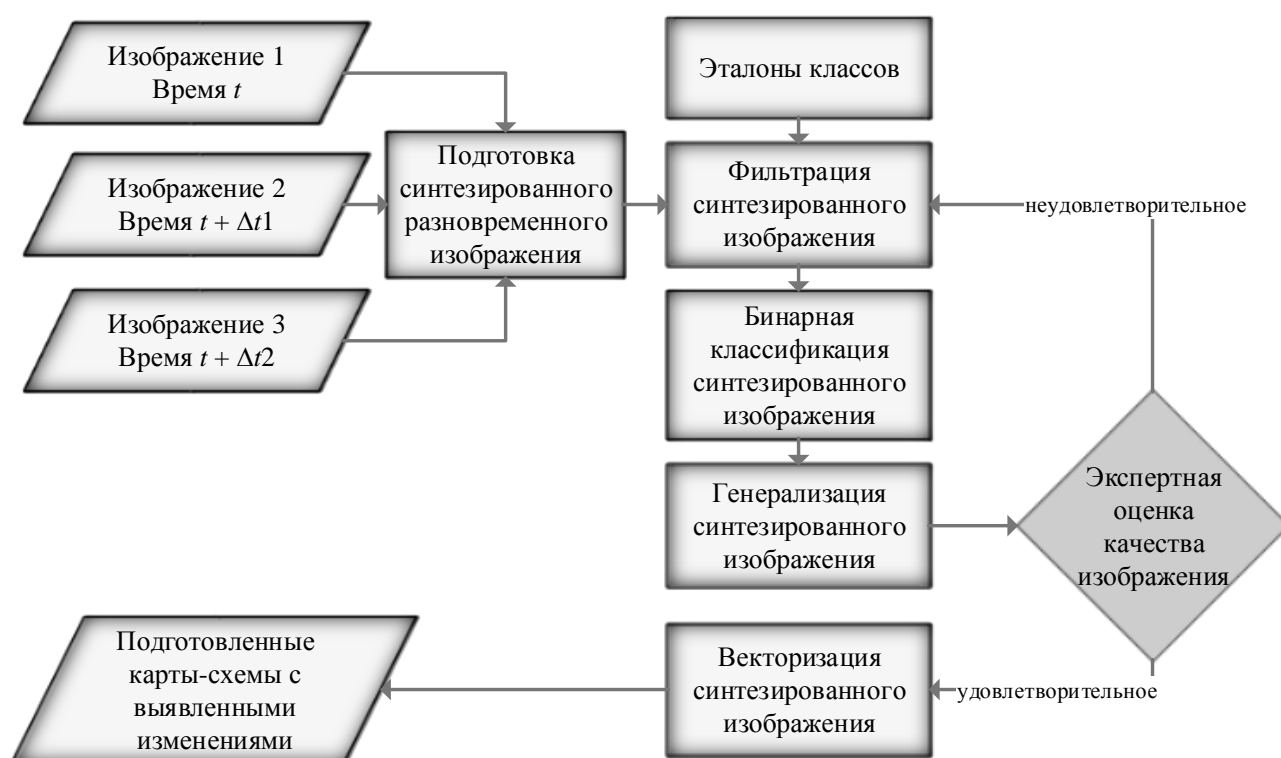 Изображение 1
Время t
Изображение 2
Время t + Δt1
Изображение 3
Время t + Δt2
Подготовка
синтезированного
разновременного
изображения
Эталоны классов
Фильтрация
синтезированного
изображения
неудовлетворительное
Бинарная
классификация
синтезированного
изображения
Генерализация
синтезированного
изображения
Экспертная
оценка
качества
изображения
удовлетворительное
Векторизация
синтезированного
изображения
Подготовленные
карты-схемы с
выявленными
изменениями